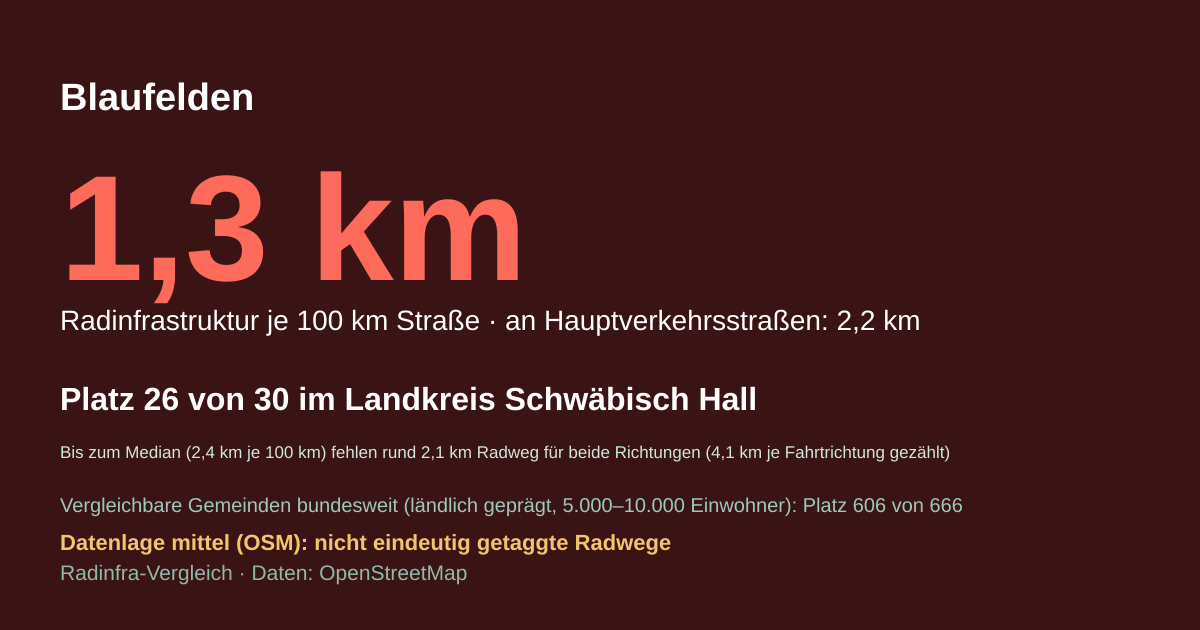 Blaufelden
1,3 km
Radinfrastruktur je 100 km Straße · an Hauptverkehrsstraßen: 2,2 km
Platz 26 von 30 im Landkreis Schwäbisch Hall
Bis zum Median (2,4 km je 100 km) fehlen rund 2,1 km Radweg für beide Richtungen (4,1 km je Fahrtrichtung gezählt)
Vergleichbare Gemeinden bundesweit (ländlich geprägt, 5.000–10.000 Einwohner): Platz 606 von 666
Datenlage mittel (OSM): nicht eindeutig getaggte Radwege
Radinfra-Vergleich · Daten: OpenStreetMap